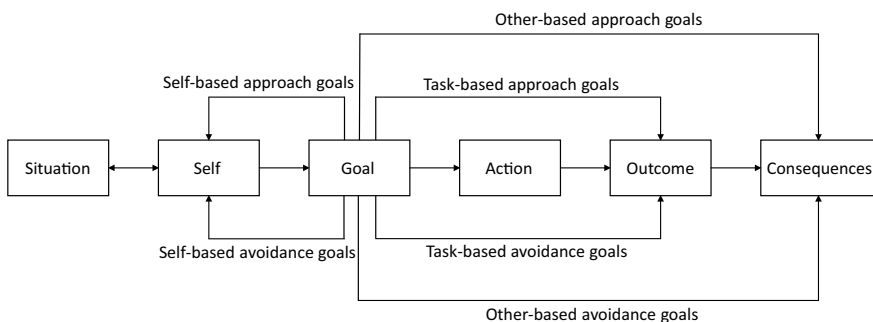 Other-based approach goals
Self-based approach goals
Task-based approach goals
Situation
Self
Goal
Action
Outcome
Consequences
Self-based avoidance goals
Task-based avoidance goals
Other-based avoidance goals